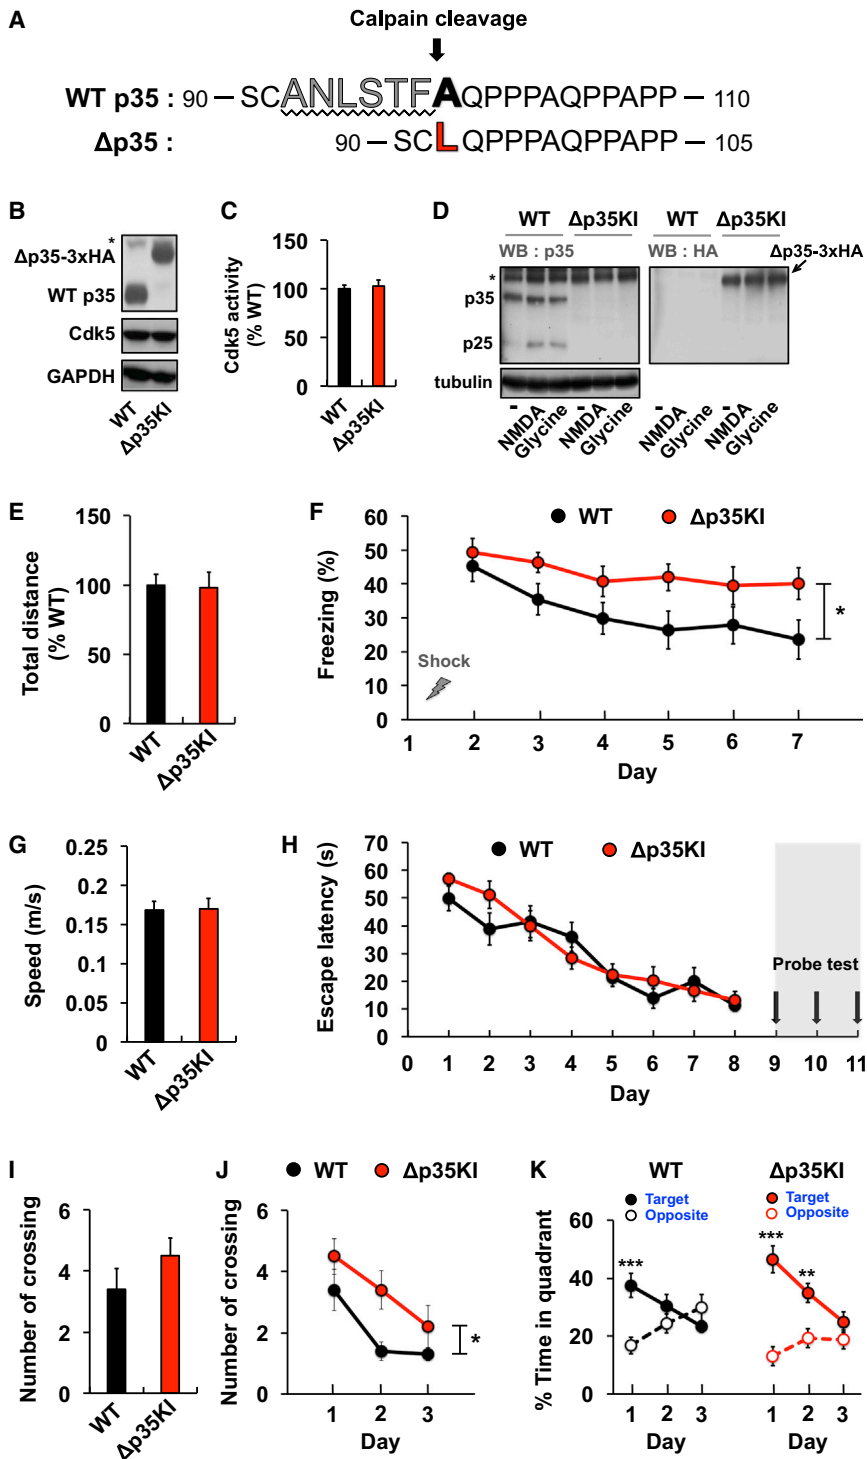 A
Calpain cleavage
WT p35 : 90 – SCANLSTFAQPPPAQPPAPP – 110
Δp35 : 90 – SCLQPPPAQPPAPP – 105
B
*
Δp35-3xHA
WT p35
Cdk5
GAPDH
WT
Δp35KI
C
Cdk5 activity
(% WT)
150
100
50
0
WT
Δp35KI
D
WT Δp35KI WT Δp35KI
WB : p35 WB : HA Δp35-3xHA
*
p35
p25
tubulin
- NMDA Glycine - NMDA Glycine - NMDA Glycine - NMDA Glycine
E
Total distance
(% WT)
150
100
50
0
WT
Δp35KI
F
WT Δp35KI
Freezing (%)
60
50
40
30
20
10
0
Shock
*
1 2 3 4 5 6 7
Day
G
Speed (m/s)
0.25
0.2
0.15
0.1
0.05
0
WT
Δp35KI
H
WT Δp35KI
Escape latency (s)
70
60
50
40
30
20
10
0
Probe test
0 1 2 3 4 5 6 7 8 9 10 11
Day
I
Number of crossing
6
4
2
0
WT
Δp35KI
J
WT Δp35KI
Number of crossing
6
4
2
0
*
1 2 3
Day
K
WT Δp35KI
Target
Opposite
Target
Opposite
% Time in quadrant
60
40
20
0
***
***
**
1 2 3 1 2 3
Day Day